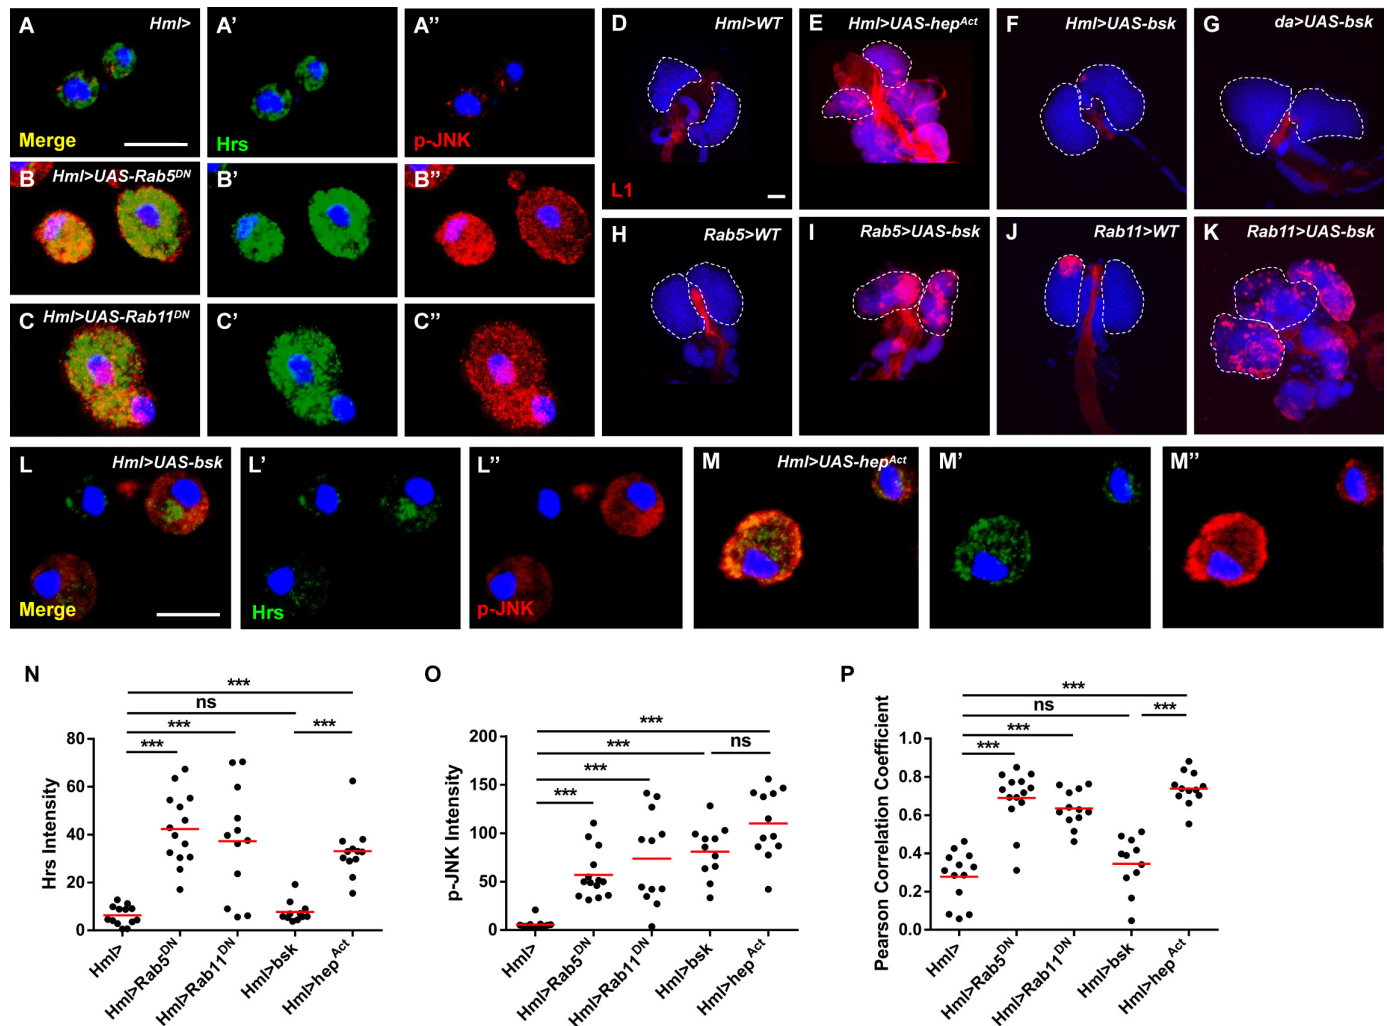 A
Hml>
Merge
A'
Hrs
A''
p-JNK
B
Hml>UAS-Rab5DN
B'
B''
C
Hml>UAS-Rab11DN
C'
C''
D
Hml>WT
L1
E
Hml>UAS-hepAct
F
Hml>UAS-bsk
G
da>UAS-bsk
H
Rab5>WT
I
Rab5>UAS-bsk
J
Rab11>WT
K
Rab11>UAS-bsk
L
Hml>UAS-bsk
Merge
L'
Hrs
L''
p-JNK
M
Hml>UAS-hepAct
M'
M''
N
***
ns
***
***
***
Hrs Intensity
80
60
40
20
0
Hml>
Hml>Rab5DN
Hml>Rab11DN
Hml>bsk
Hml>hepAct
O
***
***
ns
***
***
p-JNK Intensity
200
150
100
50
0
Hml>
Hml>Rab5DN
Hml>Rab11DN
Hml>bsk
Hml>hepAct
P
***
ns
***
***
***
Pearson Correlation Coefficient
1.0
0.8
0.6
0.4
0.2
0.0
Hml>
Hml>Rab5DN
Hml>Rab11DN
Hml>bsk
Hml>hepAct